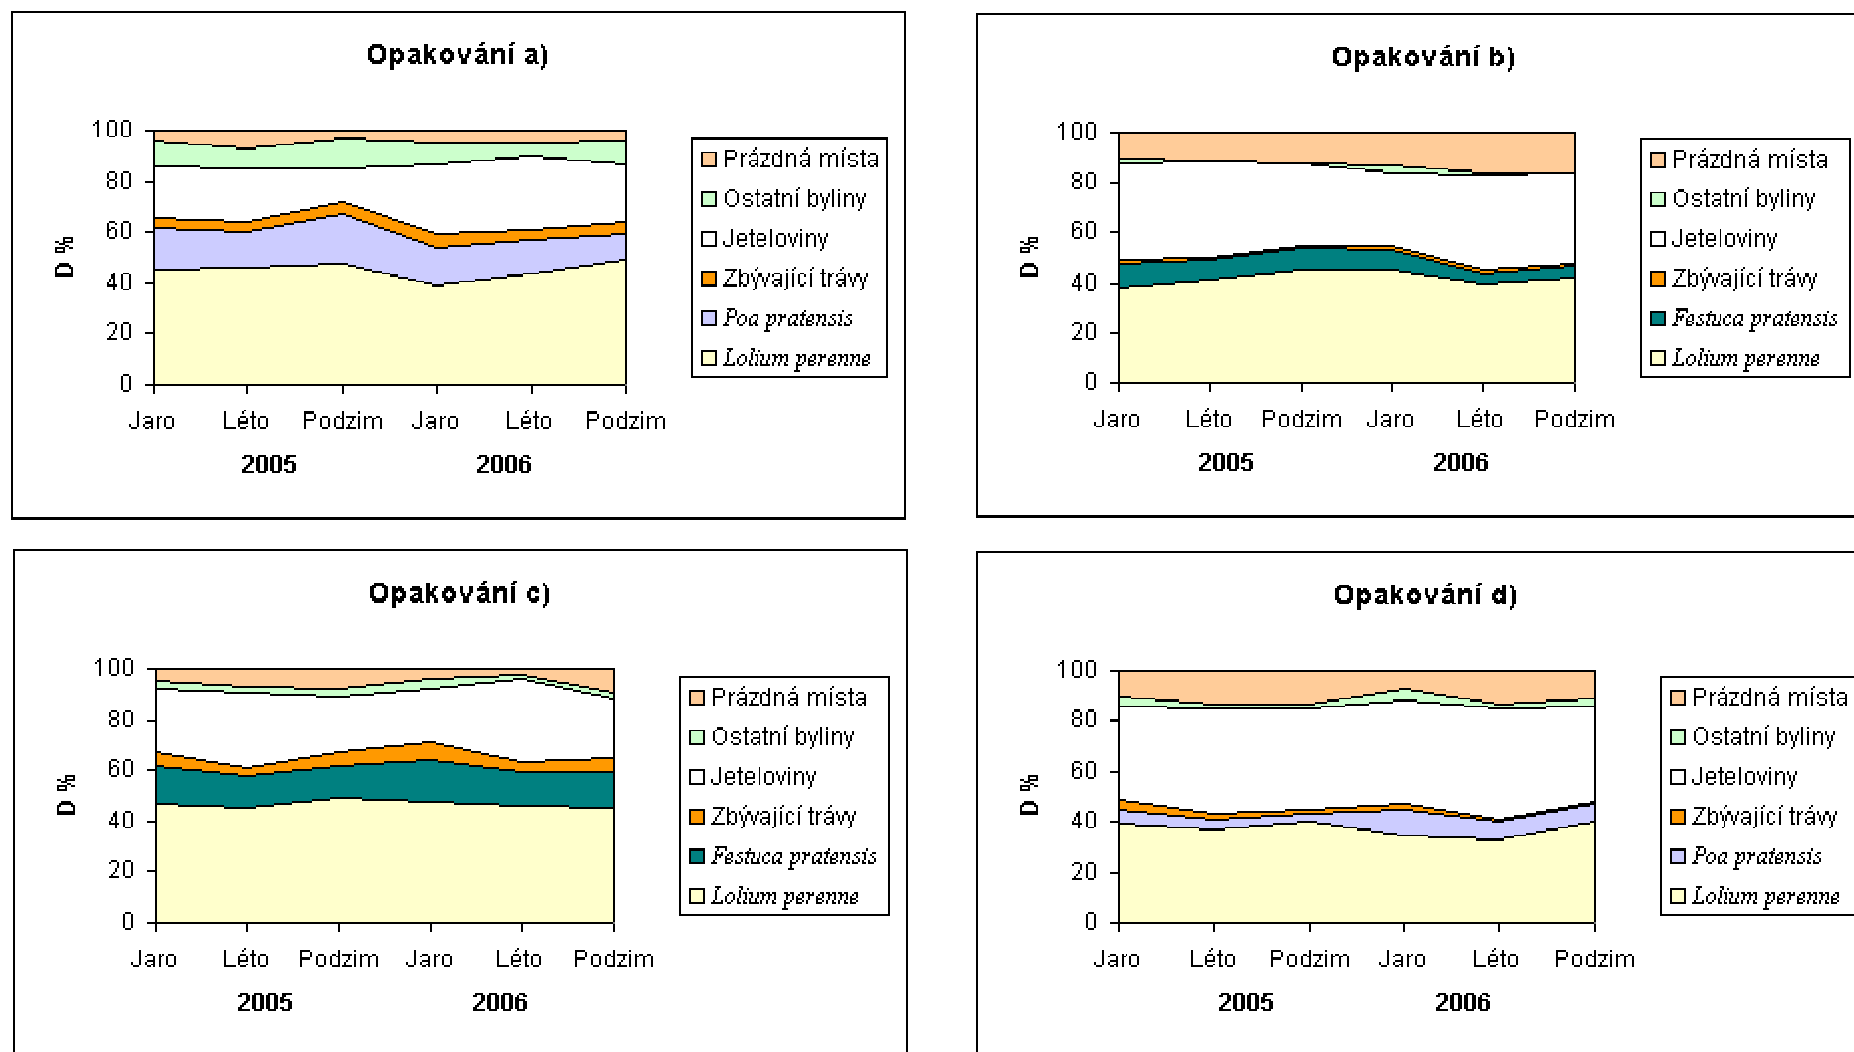 Opakování a)
D %
100
80
60
40
20
0
Jaro Léto Podzim Jaro Léto Podzim
2005 2006
Prázdná místa
Ostatní byliny
Jeteloviny
Zbývající trávy
Poa pratensis
Lolium perenne
Opakování b)
D %
100
80
60
40
20
0
Jaro Léto Podzim Jaro Léto Podzim
2005 2006
Prázdná místa
Ostatní byliny
Jeteloviny
Zbývající trávy
Festuca pratensis
Lolium perenne
Opakování c)
D %
100
80
60
40
20
0
Jaro Léto Podzim Jaro Léto Podzim
2005 2006
Prázdná místa
Ostatní byliny
Jeteloviny
Zbývající trávy
Festuca pratensis
Lolium perenne
Opakování d)
D %
100
80
60
40
20
0
Jaro Léto Podzim Jaro Léto Podzim
2005 2006
Prázdná místa
Ostatní byliny
Jeteloviny
Zbývající trávy
Poa pratensis
Lolium perenne